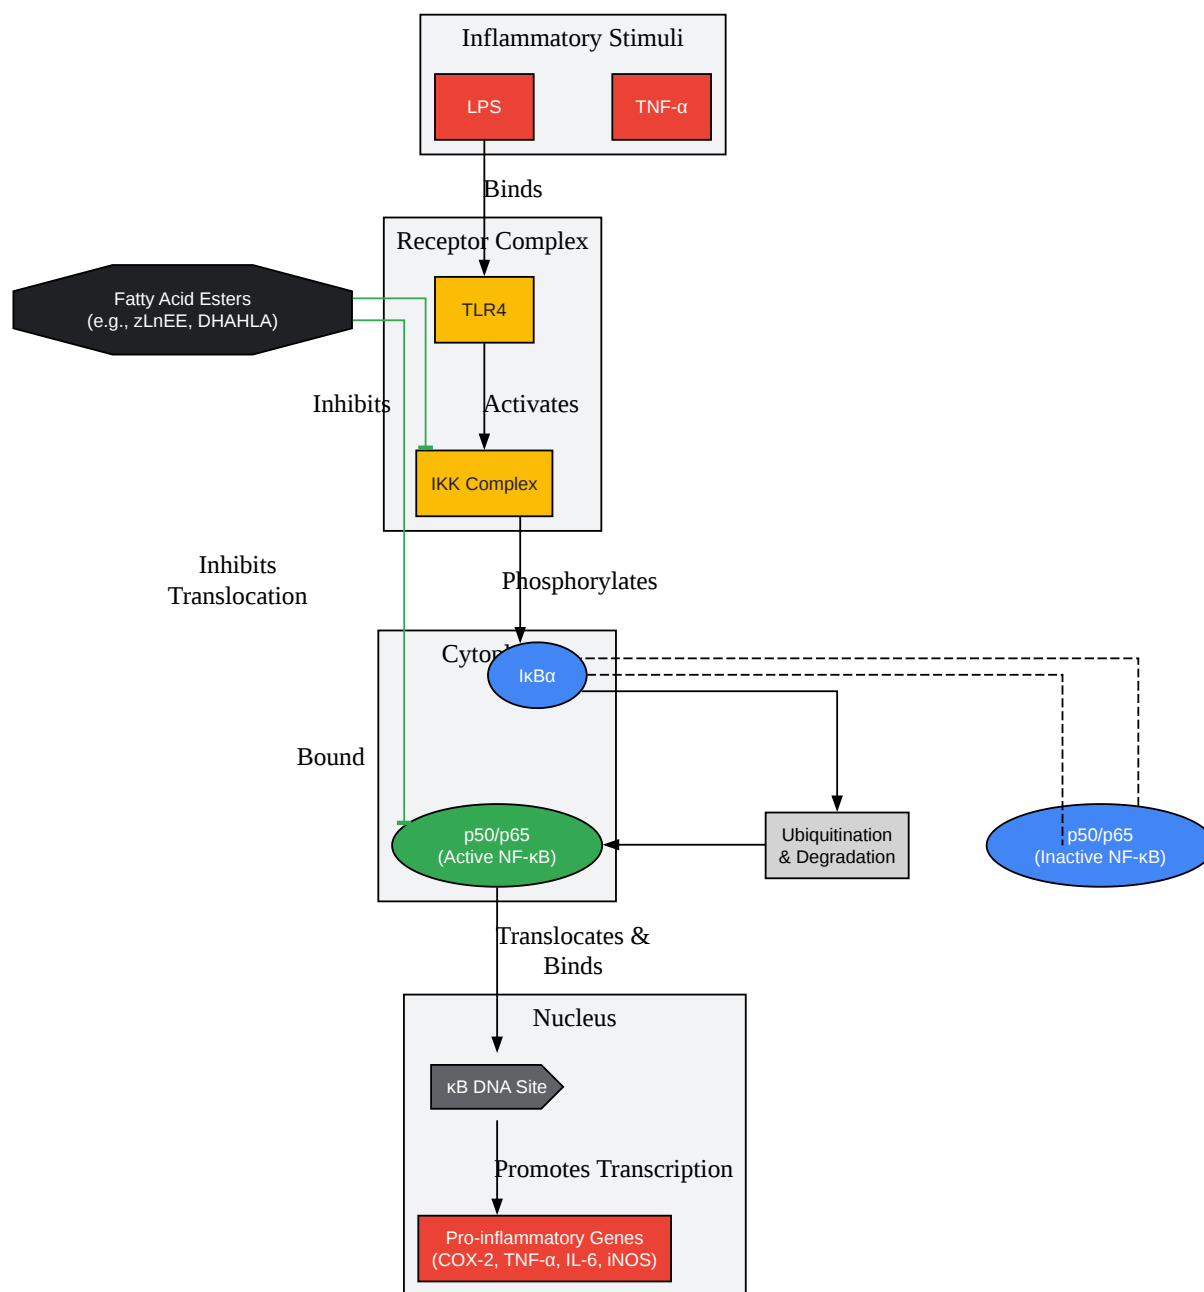 Inflammatory Stimuli
LPS
TNF-α
Binds
Receptor Complex
TLR4
Fatty Acid Esters
(e.g., zLnEE, DHAHLA)
Inhibits
Activates
IKK Complex
Inhibits
Translocation
Phosphorylates
IκBα
Bound
p50/p65
(Active NF-κB)
Ubiquitination
& Degradation
p50/p65
(Inactive NF-κB)
Translocates &
Binds
Nucleus
κB DNA Site
Promotes Transcription
Pro-inflammatory Genes
(COX-2, TNF-α, IL-6, iNOS)